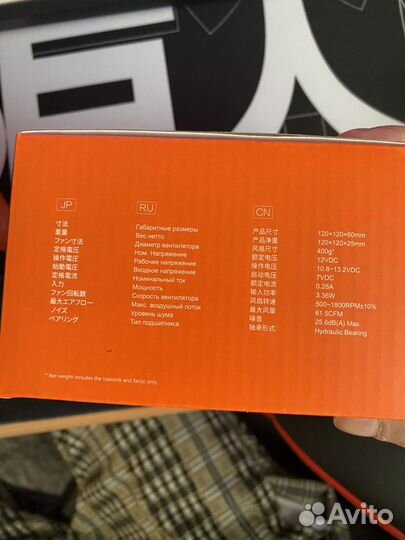 JP
寸法
重量
ファン寸法
定格電圧
操作電圧
始動電圧
定格電流
入力
ファン回転数
最大エアフロー
ノイズ
ベアリング
RU
Габаритные размеры
Вес нетто
Диаметр вентилятора
Ном. Напряжение
Рабочее напряжение
Входное напряжение
Номинальный ток
Мощность
Скорость вентилятора
Макс. воздушный поток
Уровень шума
Тип подшипника
CN
产品尺寸
产品净重
风扇尺寸
额定电压
操作电压
启动电压
额定电流
输入功率
风扇转速
最大风量
噪音
轴承形式
120×120×60mm
120×120×25mm
400g*
12VDC
10.8~13.2VDC
7VDC
0.28A
3.36W
500~1800RPM±10%
61.5CFM
25.6dB(A) Max.
Hydraulic Bearing
* Net weight includes the heatsink and fan00 only.
Avito